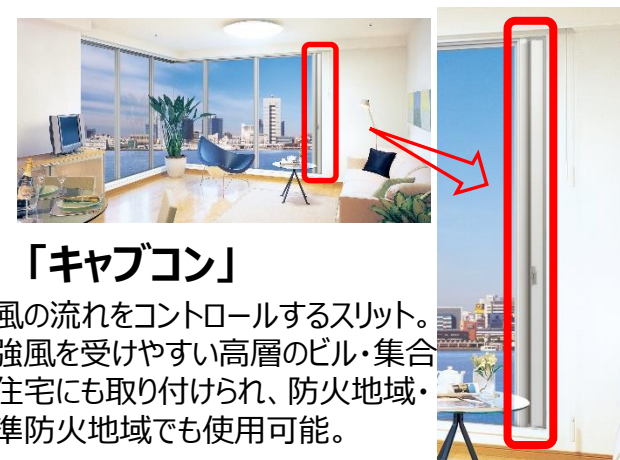 「キャブコン」
風の流れをコントロールするスリット。
強風を受けやすい高層のビル・集合
住宅にも取り付けられ、防火地域・
準防火地域でも使用可能。